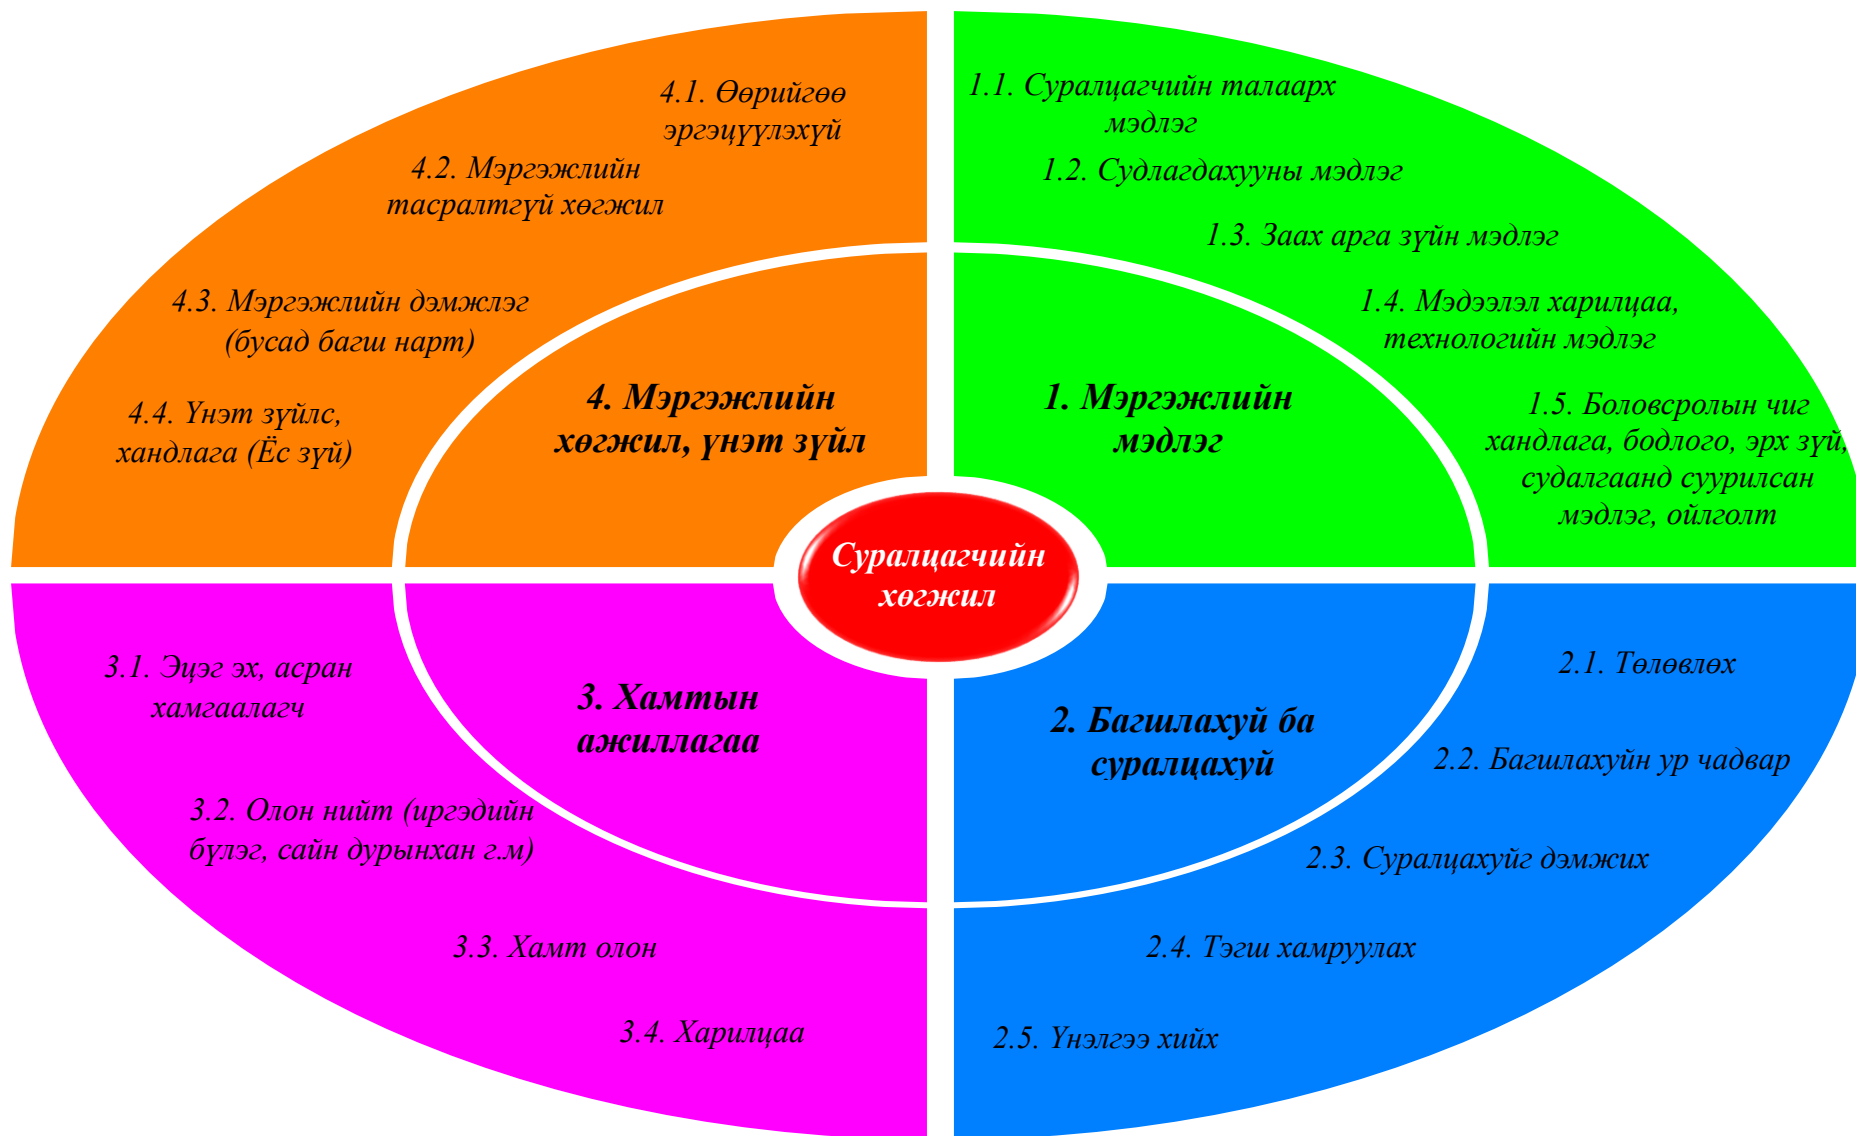 4.1. Өөрийгөө
эргэцүүлэхүй
4.2. Мэргэжлийн
тасралтгүй хөгжил
4.3. Мэргэжлийн дэмжлэг
(бусад багш нарт)
4.4. Үнэт зүйлс,
хандлага (Ёс зүй)
4. Мэргэжлийн
хөгжил, үнэт зүйл
1.1. Суралцагчийн талаарх
мэдлэг
1.2. Судлагдахууны мэдлэг
1.3. Заах арга зүйн мэдлэг
1.4. Мэдээлэл харилцаа,
технологийн мэдлэг
1.5. Боловсролын чиг
хандлага, бодлого, эрх зүй,
судалгаанд суурилсан
мэдлэг, ойлголт
1. Мэргэжлийн
мэдлэг
Суралцагчийн
хөгжил
3.1. Эцэг эх, асран
хамгаалагч
3.2. Олон нийт (иргэдийн
бүлэг, сайн дурынхан г.м)
3.3. Хамт олон
3.4. Харилцаа
3. Хамтын
ажиллагаа
2. Багшлахуй ба
суралцахуй
2.1. Төлөвлөх
2.2. Багшлахуйн ур чадвар
2.3. Суралцахуйг дэмжих
2.4. Тэгш хамруулах
2.5. Үнэлгээ хийх